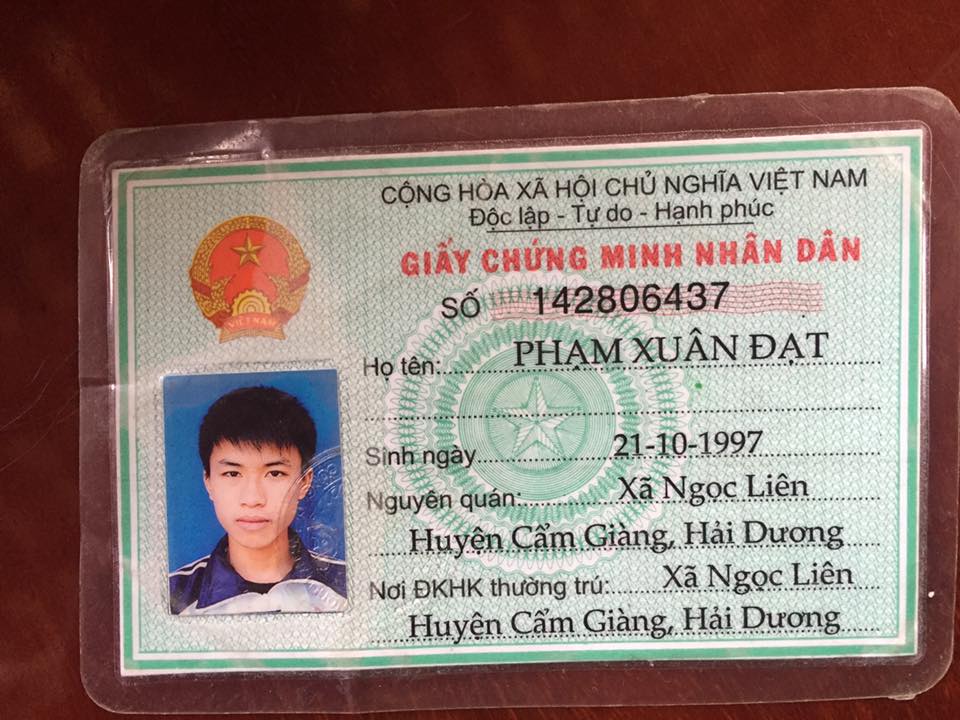 CỘNG HÒA XÃ HỘI CHỦ NGHĨA VIỆT NAM
Độc lập - Tự do - Hạnh phúc
GIẤY CHỨNG MINH NHÂN DÂN
SỐ 142806437
VIỆT NAM
Họ tên: PHẠM XUÂN ĐẠT
Sinh ngày 21-10-1997
Nguyên quán: Xã Ngọc Liên
Huyện Cẩm Giàng, Hải Dương
Nơi ĐKHK thường trú: Xã Ngọc Liên
Huyện Cẩm Giàng, Hải Dương